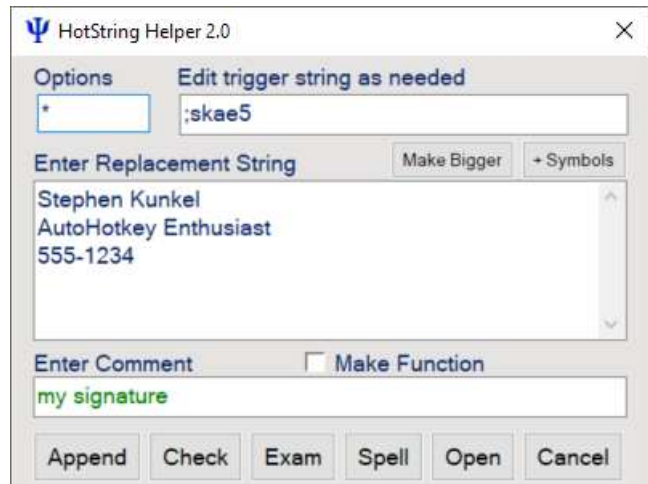 Ψ HotString Helper 2.0
Options Edit trigger string as needed
* ;skae5
Enter Replacement String Make Bigger + Symbols
Stephen Kunkel
AutoHotkey Enthusiast
555-1234
Enter Comment Make Function
my signature
Append Check Exam Spell Open Cancel